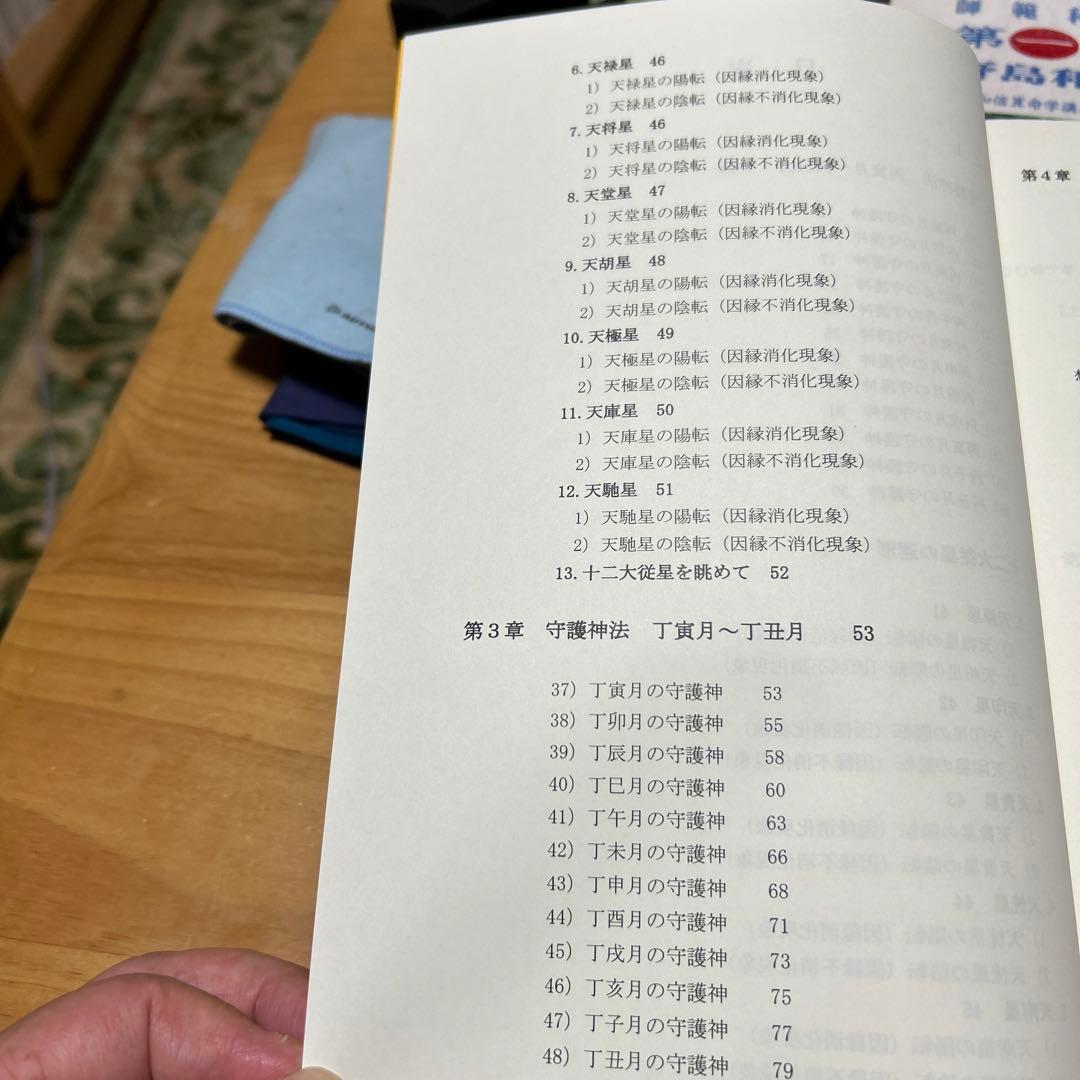 6. 天禄星 46
1) 天禄星の陽転（因縁消化現象）
2) 天禄星の陰転（因縁不消化現象）
7. 天将星 46
1) 天将星の陽転（因縁消化現象）
2) 天将星の陰転（因縁不消化現象）
8. 天堂星 47
1) 天堂星の陽転（因縁消化現象）
2) 天堂星の陰転（因縁不消化現象）
9. 天胡星 48
1) 天胡星の陽転（因縁消化現象）
2) 天胡星の陰転（因縁不消化現象）
10. 天極星 49
1) 天極星の陽転（因縁消化現象）
2) 天極星の陰転（因縁不消化現象）
11. 天庫星 50
1) 天庫星の陽転（因縁消化現象）
2) 天庫星の陰転（因縁不消化現象）
12. 天馳星 51
1) 天馳星の陽転（因縁消化現象）
2) 天馳星の陰転（因縁不消化現象）
13. 十二大従星を眺めて 52
第３章 守護神法 丁寅月～丁丑月 53
37) 丁寅月の守護神 53
38) 丁卯月の守護神 55
39) 丁辰月の守護神 58
40) 丁巳月の守護神 60
41) 丁午月の守護神 63
42) 丁未月の守護神 66
43) 丁申月の守護神 68
44) 丁酉月の守護神 71
45) 丁戌月の守護神 73
46) 丁亥月の守護神 75
47) 丁子月の守護神 77
48) 丁丑月の守護神 79
師範科
第一
第４章